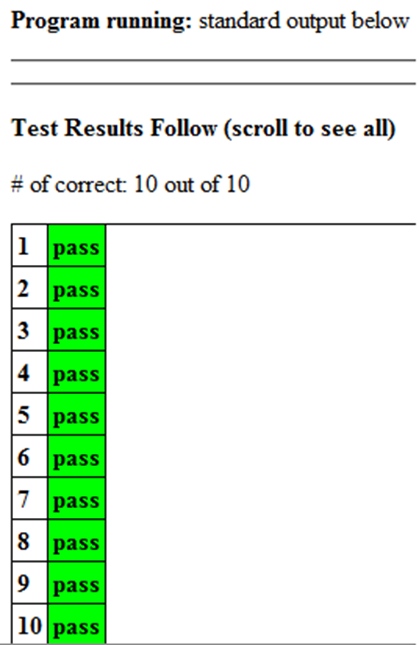 Program running: standard output below
Test Results Follow (scroll to see all)
# of correct: 10 out of 10
1 pass
2 pass
3 pass
4 pass
5 pass
6 pass
7 pass
8 pass
9 pass
10 pass